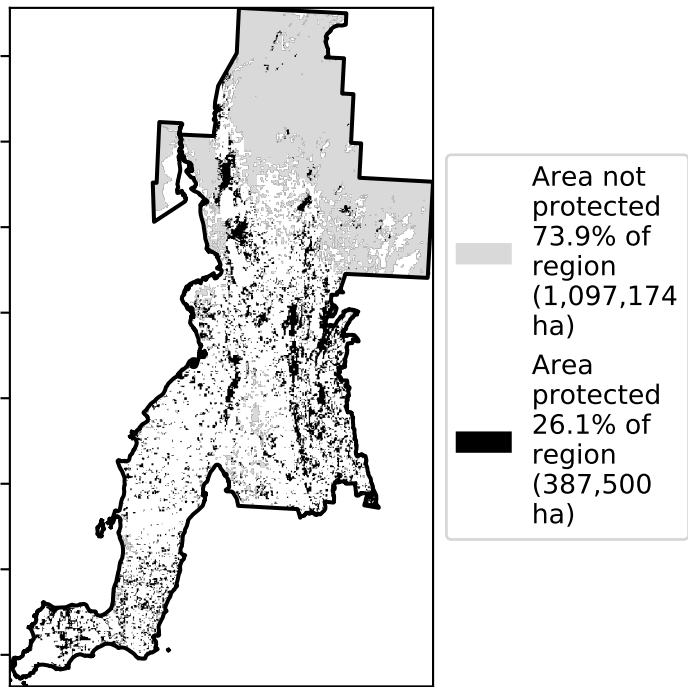 Area not
protected
73.9% of
region
(1,097,174
ha)
Area
protected
26.1% of
region
(387,500
ha)